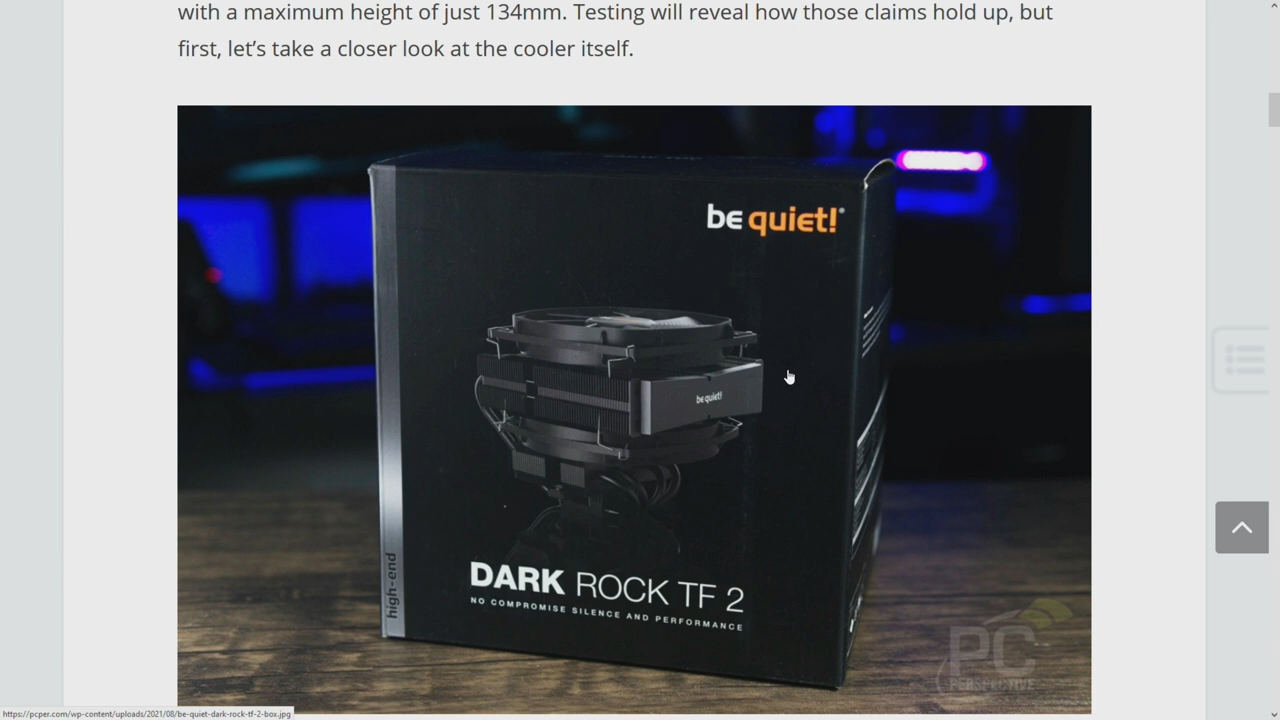 with a maximum height of just 134mm. Testing will reveal how those claims hold up, but
first, let's take a closer look at the cooler itself.
be quiet!®
be quiet!
high-end
DARK ROCK TF 2
NO COMPROMISE SILENCE AND PERFORMANCE
PC
PERSPECTIVE
https://pcper.com/wp-content/uploads/2021/08/be-quiet-dark-rock-tf-2-box.jpg